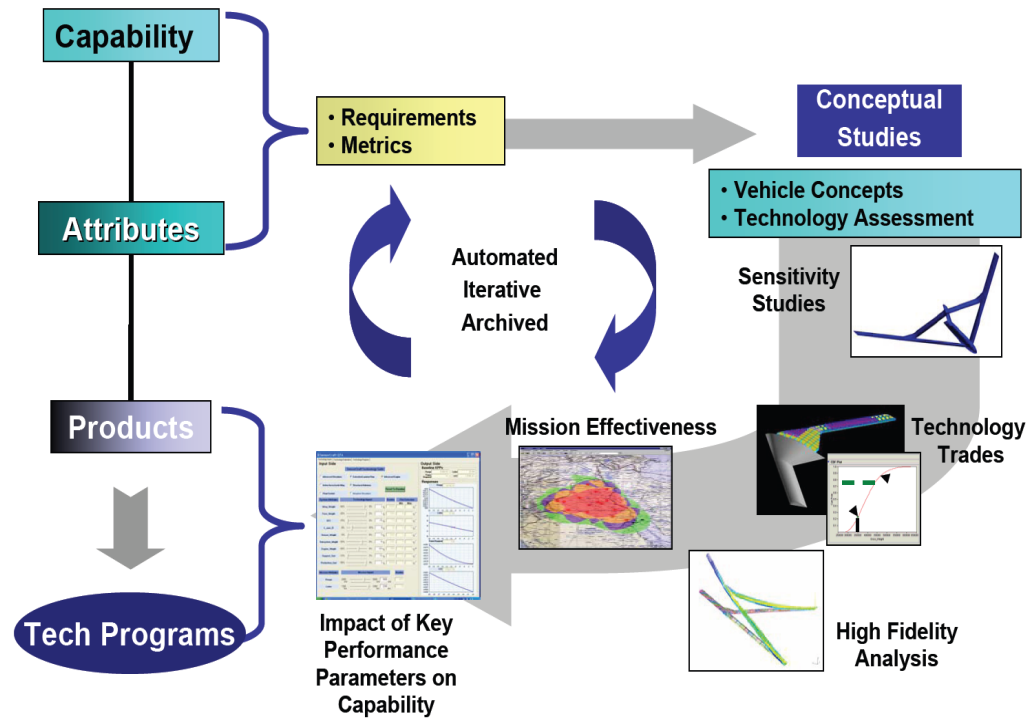 Capability
Attributes
Products
Tech Programs
• Requirements
• Metrics
Automated
Iterative
Archived
Conceptual
Studies
• Vehicle Concepts
• Technology Assessment
Sensitivity
Studies
Technology
Trades
High Fidelity
Analysis
Mission Effectiveness
Impact of Key
Performance
Parameters on
Capability